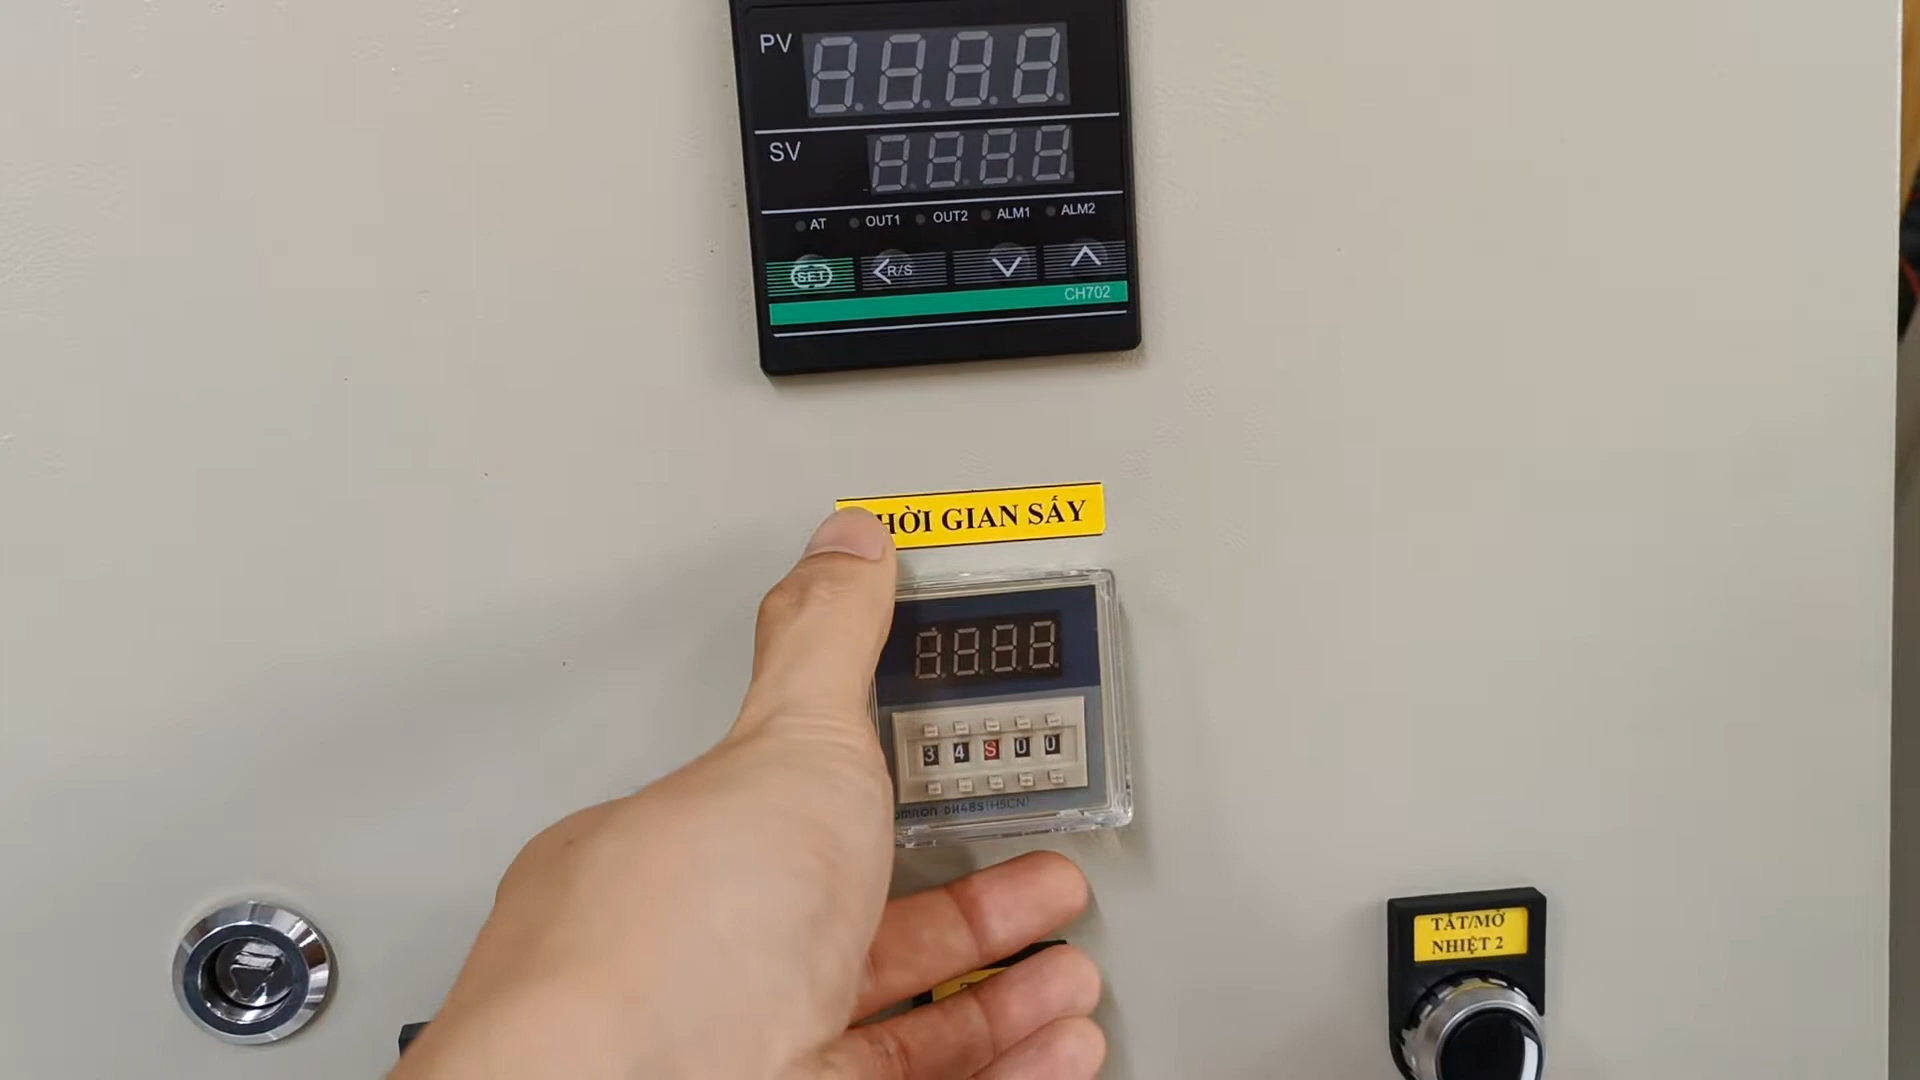 PV
SV
AT OUT1 OUT2 ALM1 ALM2
SET R/S
CH702
HỜI GIAN SẤY
3 4 S 0 0
OMRON DH48S(H5CN)
TẮT/MỞ
NHIỆT 2